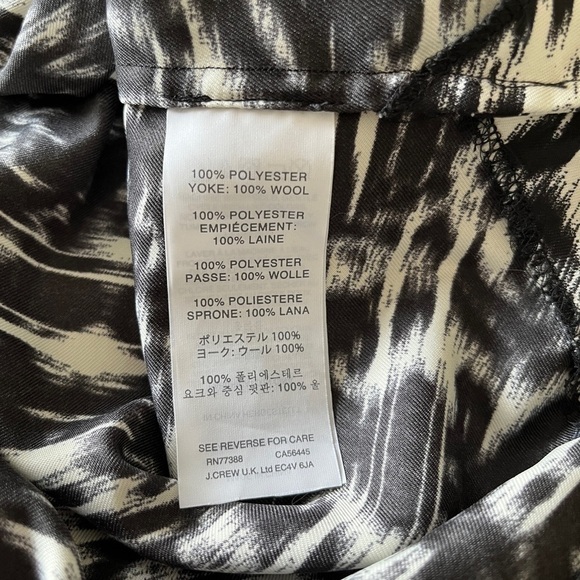 100% POLYESTER
YOKE: 100% WOOL
100% POLYESTER
EMPIÉCEMENT:
100% LAINE
100% POLYESTER
PASSE: 100% WOLLE
100% POLIESTERE
SPRONE: 100% LANA
ポリエステル 100%
ヨーク: ウール 100%
100% 폴리에스테르
요크와 중심 뒷판: 100% 울
SEE REVERSE FOR CARE
RN77388 CA56445
J.CREW U.K. Ltd EC4V 6JA